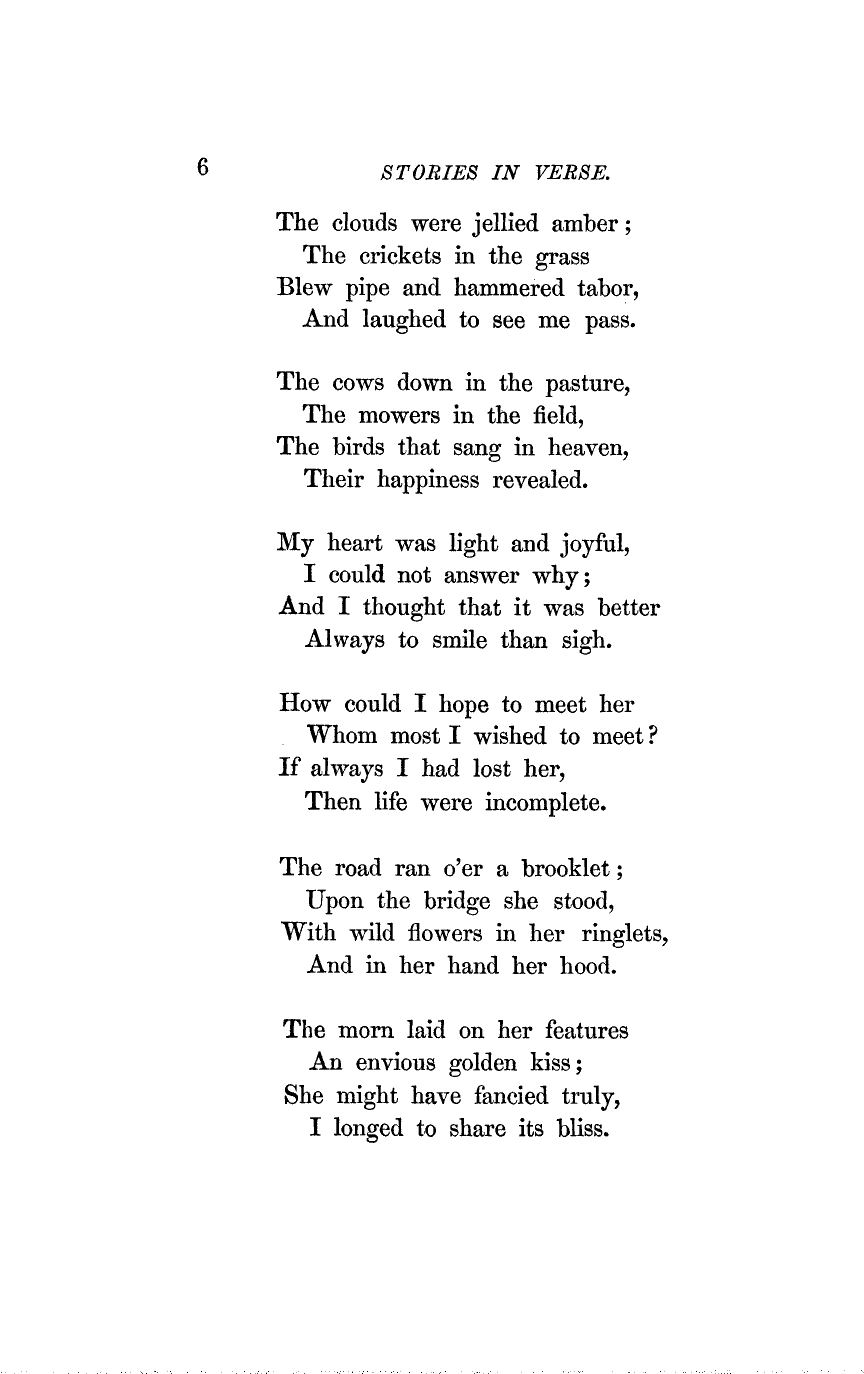 6
STORIES IN VERSE.
The clouds were jellied amber;
The crickets in the grass
Blew pipe and hammered tabor,
And laughed to see me pass.
The cows down in the pasture,
The mowers in the field,
The birds that sang in heaven,
Their happiness revealed.
My heart was light and joyful,
I could not answer why;
And I thought that it was better
Always to smile than sigh.
How could I hope to meet her
Whom most I wished to meet?
If always I had lost her,
Then life were incomplete.
The road ran o'er a brooklet;
Upon the bridge she stood,
With wild flowers in her ringlets,
And in her hand her hood.
The morn laid on her features
An envious golden kiss;
She might have fancied truly,
I longed to share its bliss.